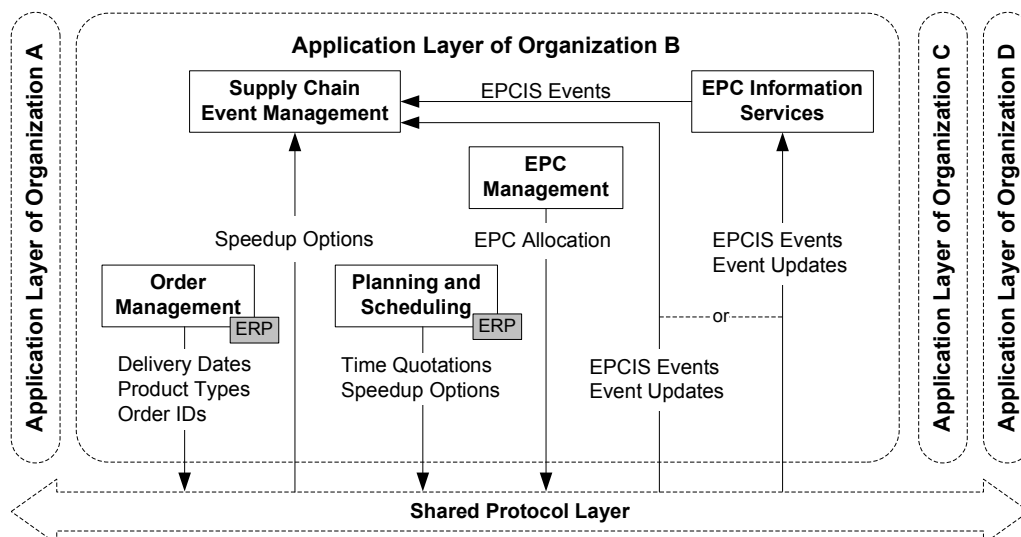 Application Layer of Organization A
Application Layer of Organization B
Supply Chain
Event Management
EPCIS Events
EPC Information
Services
EPC
Management
Speedup Options
EPC Allocation
EPCIS Events
Event Updates
Order
Management
ERP
Planning and
Scheduling
ERP
or
Delivery Dates
Product Types
Order IDs
Time Quotations
Speedup Options
EPCIS Events
Event Updates
Application Layer of Organization C
Application Layer of Organization D
Shared Protocol Layer